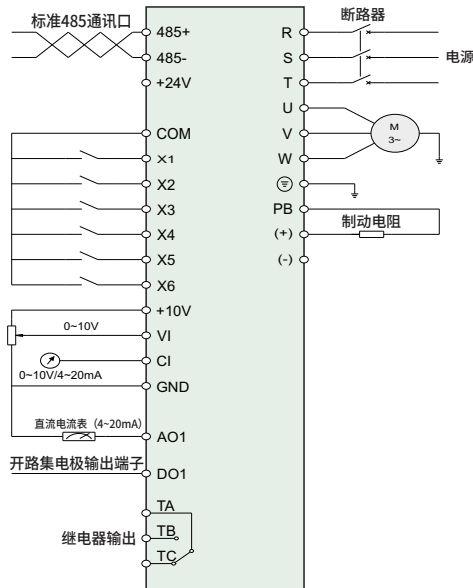 标准485通讯口
485+
485-
+24V
COM
X1
X2
X3
X4
X5
X6
+10V
0~10V
VI
CI
0~10V/4~20mA
GND
直流电流表（4~20mA）
AO1
开路集电极输出端子
DO1
TA
TB
继电器输出
TC
断路器
R
S
电源
T
U
V
W
M
3~
PB
制动电阻
(+)
(-)